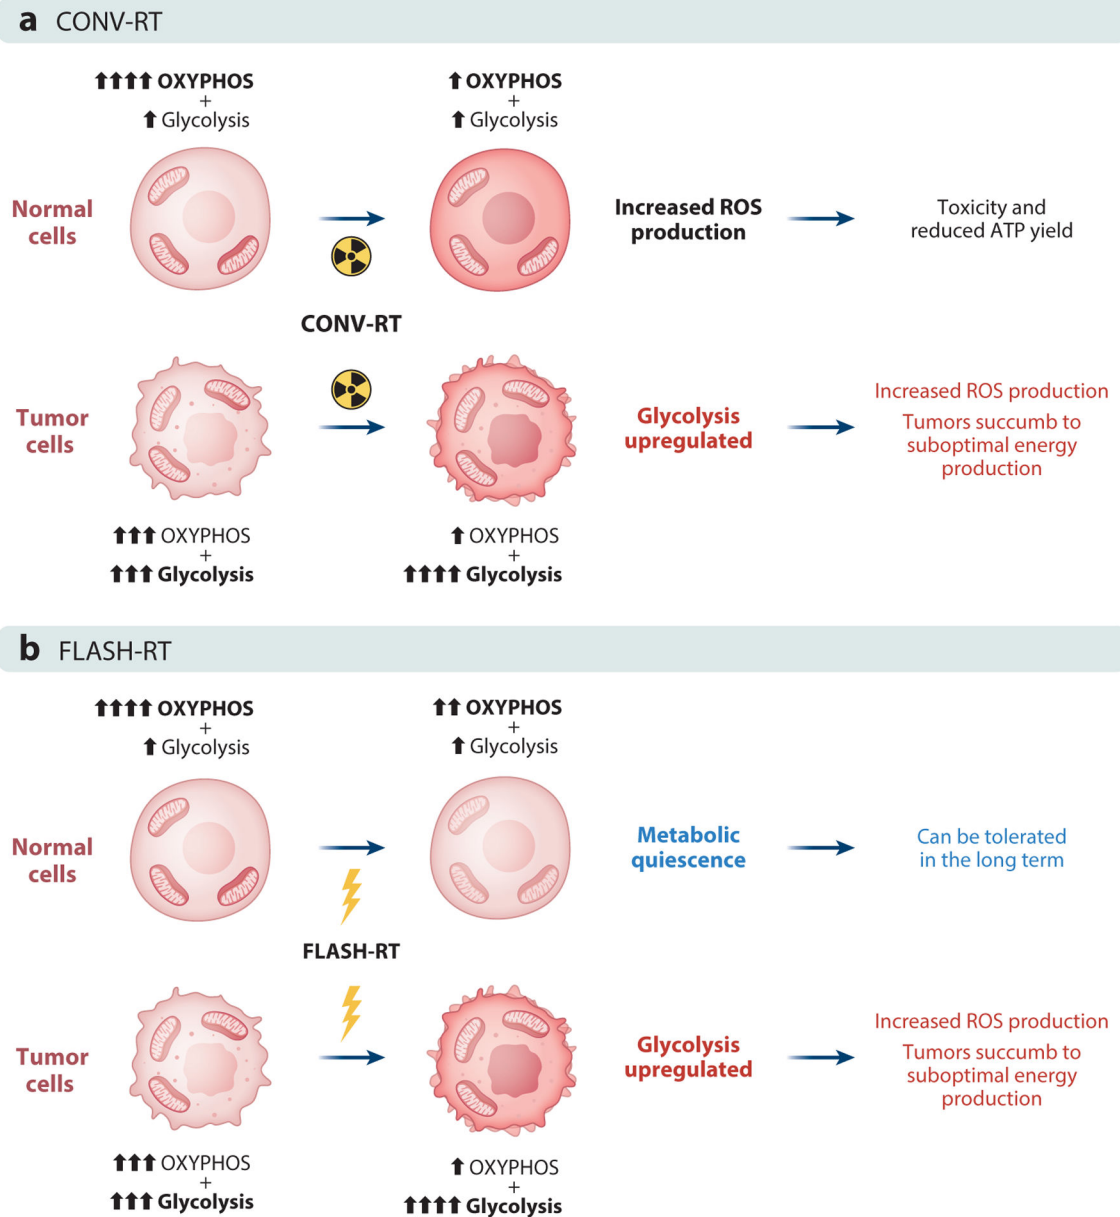 a CONV-RT
⬆⬆⬆⬆ OXYPHOS
+
⬆ Glycolysis
⬆ OXYPHOS
+
⬆ Glycolysis
Normal
cells
Increased ROS
production
Toxicity and
reduced ATP yield
CONV-RT
Tumor
cells
Glycolysis
upregulated
Increased ROS production
Tumors succumb to
suboptimal energy
production
⬆⬆⬆ OXYPHOS
+
⬆⬆⬆ Glycolysis
⬆ OXYPHOS
+
⬆⬆⬆⬆ Glycolysis
b FLASH-RT
⬆⬆⬆⬆ OXYPHOS
+
⬆ Glycolysis
⬆⬆ OXYPHOS
+
⬆ Glycolysis
Normal
cells
Metabolic
quiescence
Can be tolerated
in the long term
FLASH-RT
Tumor
cells
Glycolysis
upregulated
Increased ROS production
Tumors succumb to
suboptimal energy
production
⬆⬆⬆ OXYPHOS
+
⬆⬆⬆ Glycolysis
⬆ OXYPHOS
+
⬆⬆⬆⬆ Glycolysis